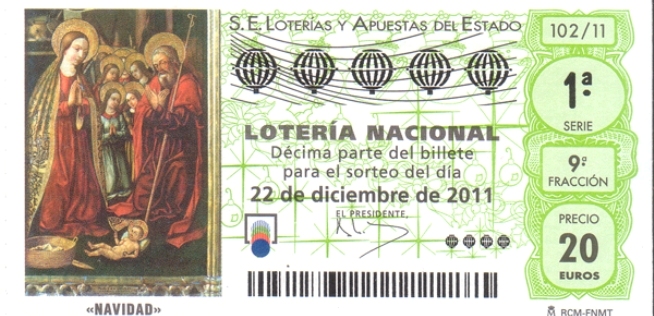 S.E. LOTERÍAS Y APUESTAS DEL ESTADO
102/11
1ª
SERIE
LOTERÍA NACIONAL
Décima parte del billete
para el sorteo del día
22 de diciembre de 2011
EL PRESIDENTE,
9ª
FRACCIÓN
PRECIO
20
EUROS
«NAVIDAD»
RCM-FNMT